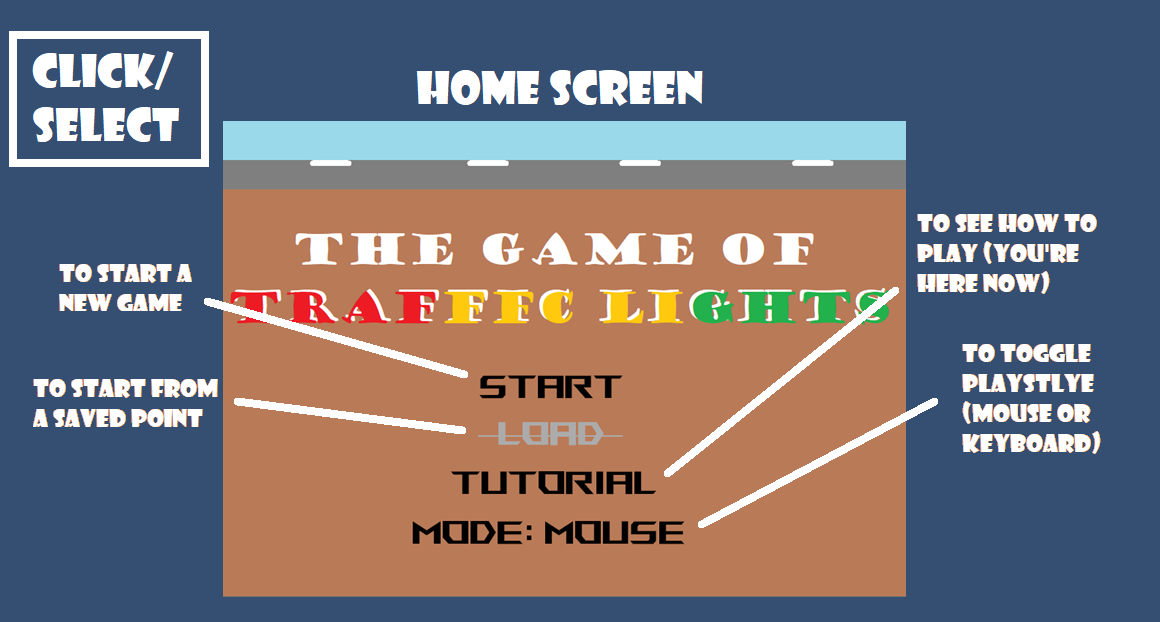 CLICK/
SELECT
HOME SCREEN
THE GAME OF
TRAFFFC LIGHTS
TO START A
NEW GAME
TO START FROM
A SAVED POINT
START
LOAD
TUTORIAL
MODE: MOUSE
TO SEE HOW TO
PLAY (YOU'RE
HERE NOW)
TO TOGGLE
PLAYSTLYE
(MOUSE OR
KEYBOARD)